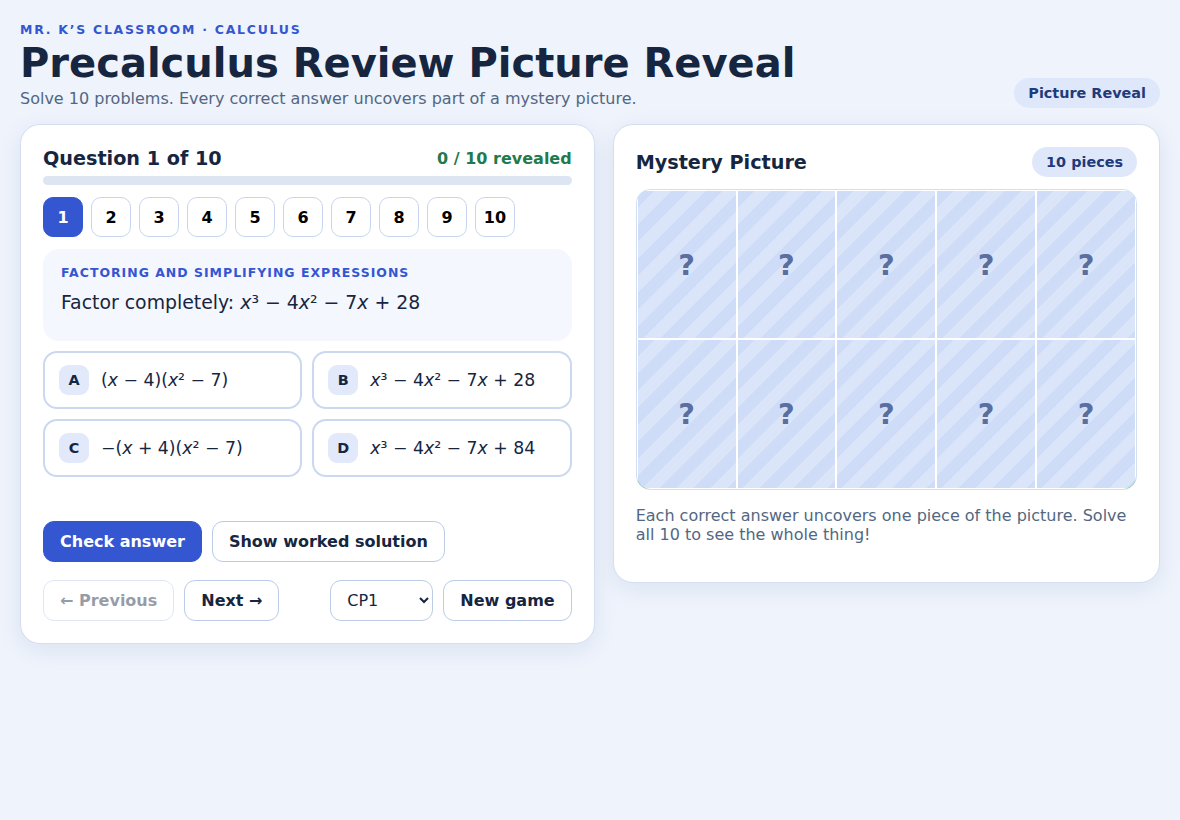 MR. K’S CLASSROOM · CALCULUS
Precalculus Review Picture Reveal
Solve 10 problems. Every correct answer uncovers part of a mystery picture.
Picture Reveal
Question 1 of 10
0 / 10 revealed
1 2 3 4 5 6 7 8 9 10
FACTORING AND SIMPLIFYING EXPRESSIONS
Factor completely: x³ − 4x² − 7x + 28
A (x − 4)(x² − 7)
B x³ − 4x² − 7x + 28
C −(x + 4)(x² − 7)
D x³ − 4x² − 7x + 84
Check answer
Show worked solution
← Previous
Next →
CP1
New game
Mystery Picture
10 pieces
? ? ? ? ?
? ? ? ? ?
Each correct answer uncovers one piece of the picture. Solve
all 10 to see the whole thing!